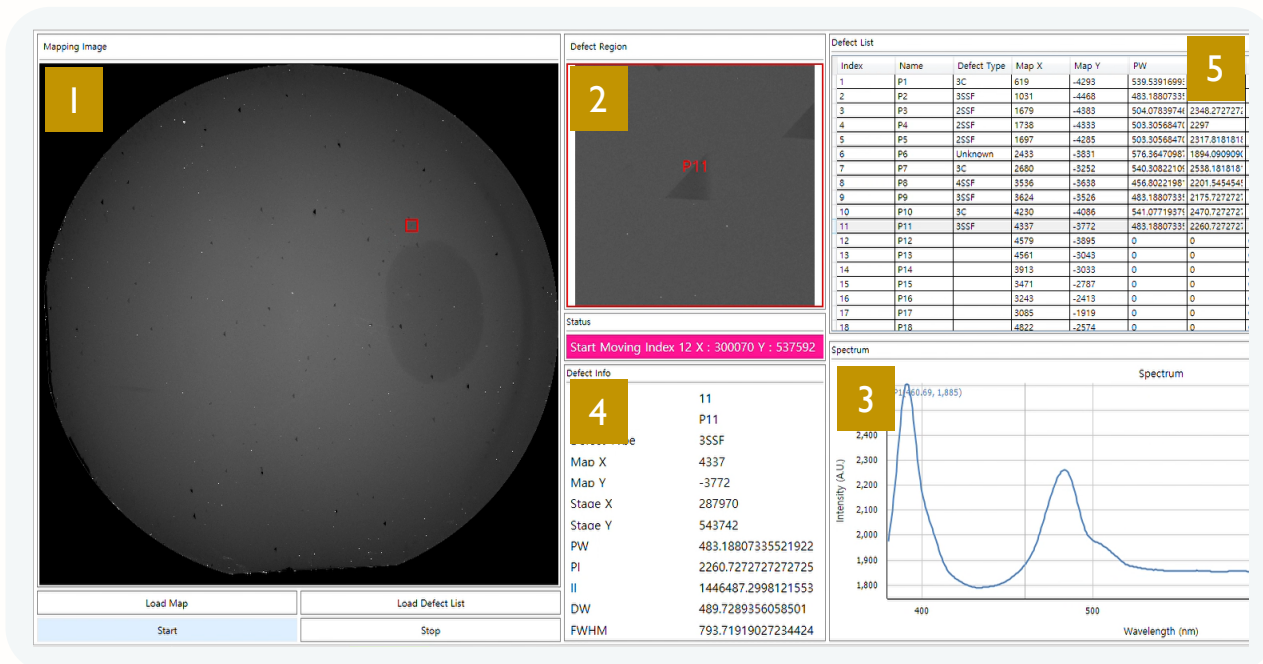 Mapping Image
1
Load Map Load Defect List
Start Stop
Defect Region
2
P11
Status
Start Moving Index 12 X : 300070 Y : 537592
Defect Info
4
11
P11
3SSF
Map X 4337
Map Y -3772
Stage X 287970
Stage Y 543742
PW 483.18807335521922
PI 2260.7272727272725
II 1446487.2998121553
DW 489.7289356058501
FWHM 793.71919027234424
Defect List
5
Index Name Defect Type Map X Map Y PW
1 P1 3C 619 -4293
2 P2 3SSF 1031 -4468
3 P3 2SSF 1679 -4383
4 P4 2SSF 1738 -4333 2297
5 P5 2SSF 1697 -4285
6 P6 Unknown 2433 -3831
7 P7 3C 2680 -3252
8 P8 4SSF 3536 -3638
9 P9 3SSF 3624 -3526
10 P10 3C 4230 -4086
11 P11 3SSF 4337 -3772
12 P12 4579 -3895 0 0
13 P13 4561 -3043 0 0
14 P14 3913 -3033 0 0
15 P15 3471 -2787 0 0
16 P16 3243 -2413 0 0
17 P17 3085 -1919 0 0
18 P18 4822 -2574 0 0
Spectrum
Spectrum
3
2,400
2,300
2,200
2,100
2,000
1,900
1,800
Intensity (A.U.)
400 500
Wavelength (nm)